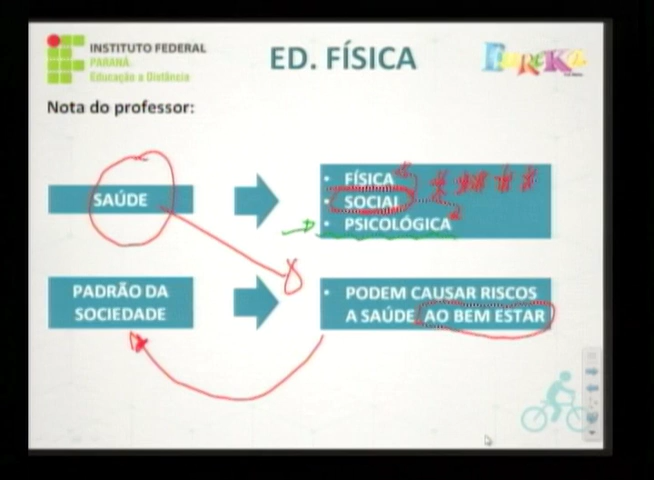 INSTITUTO FEDERAL
PARANÁ
Educação a Distância
ED. FÍSICA
EUREKA
Nota do professor:
SAÚDE
• FÍSICA
• SOCIAL
• PSICOLÓGICA
PADRÃO DA
SOCIEDADE
• PODEM CAUSAR RISCOS
A SAÚDE AO BEM ESTAR